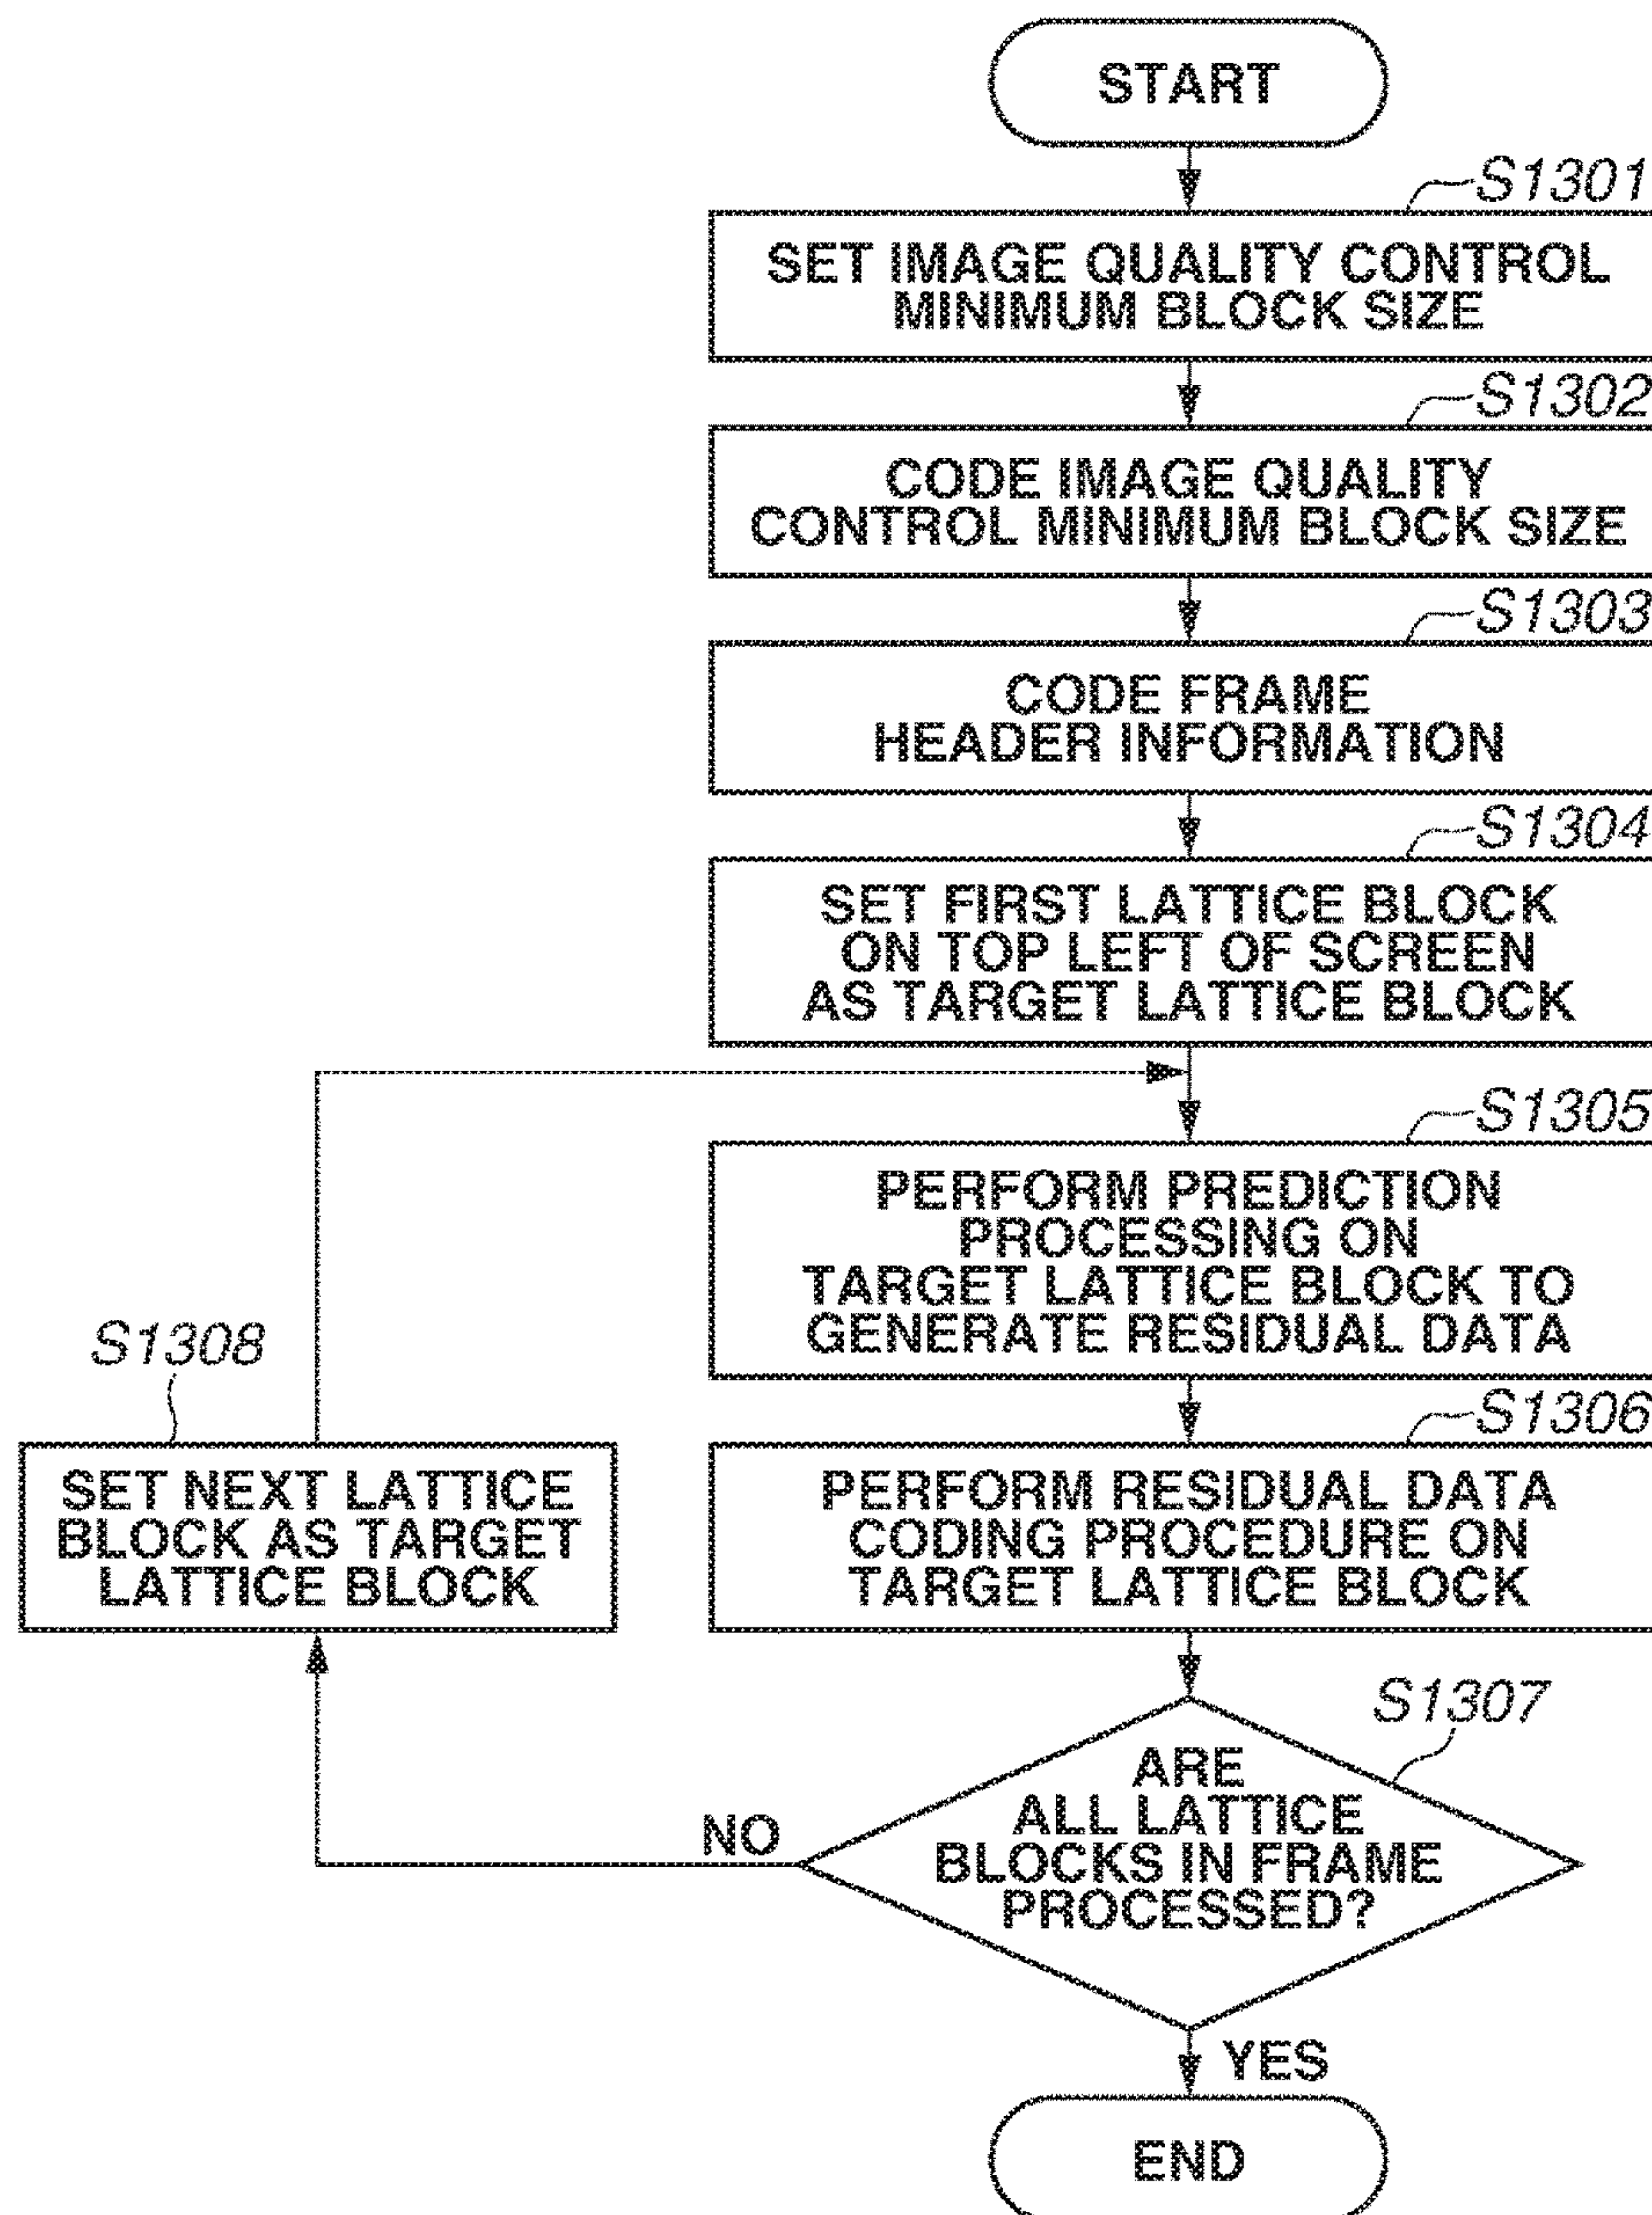 START
S1301
SET IMAGE QUALITY CONTROL
MINIMUM BLOCK SIZE
S1302
CODE IMAGE QUALITY
CONTROL MINIMUM BLOCK SIZE
S1303
CODE FRAME
HEADER INFORMATION
S1304
SET FIRST LATTICE BLOCK
ON TOP LEFT OF SCREEN
AS TARGET LATTICE BLOCK
S1305
PERFORM PREDICTION
PROCESSING ON
TARGET LATTICE BLOCK TO
GENERATE RESIDUAL DATA
S1308
SET NEXT LATTICE
BLOCK AS TARGET
LATTICE BLOCK
S1306
PERFORM RESIDUAL DATA
CODING PROCEDURE ON
TARGET LATTICE BLOCK
S1307
ARE
ALL LATTICE
BLOCKS IN FRAME
PROCESSED?
NO
YES
END